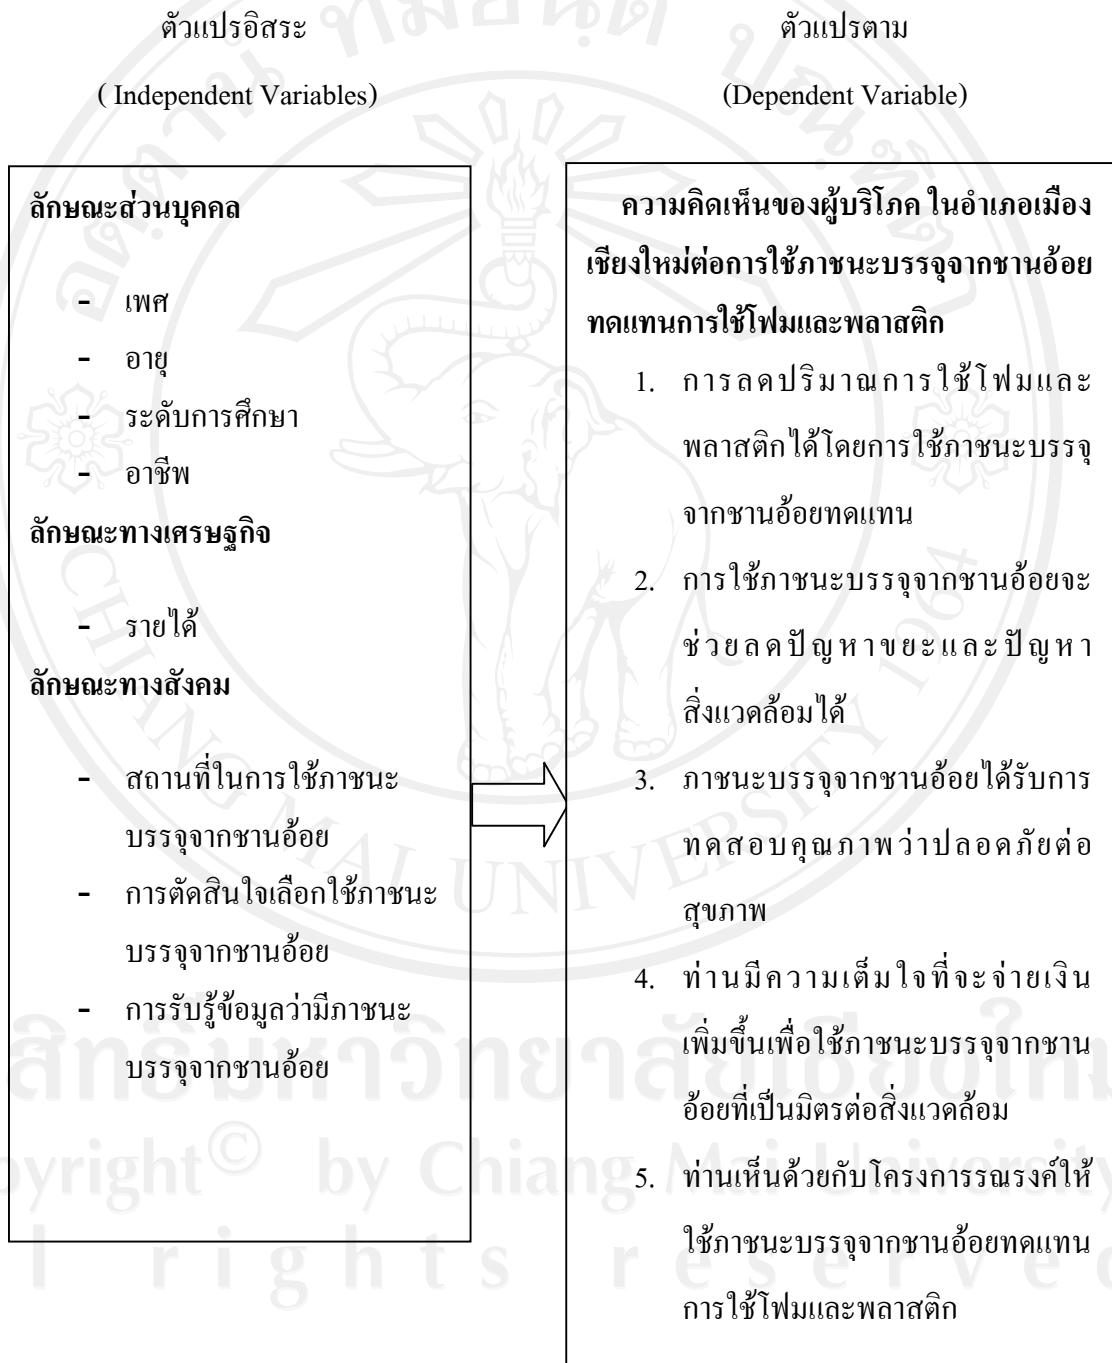 ตัวแปรอิสระ
( Independent Variables)
ลักษณะส่วนบุคคล
- เพศ
- อายุ
- ระดับการศึกษา
- อาชีพ
ลักษณะทางเศรษฐกิจ
- รายได้
ลักษณะทางสังคม
- สถานที่ในการใช้ภาชนะ
บรรจุจากชานอ้อย
- การตัดสินใจเลือกใช้ภาชนะ
บรรจุจากชานอ้อย
- การรับรู้ข้อมูลว่ามีภาชนะ
บรรจุจากชานอ้อย
ตัวแปรตาม
(Dependent Variable)
ความคิดเห็นของผู้บริโภค ในอำเภอเมือง
เชียงใหม่ต่อการใช้ภาชนะบรรจุจากชานอ้อย
ทดแทนการใช้โฟมและพลาสติก
1. การลดปริมาณการใช้โฟมและ
พลาสติกได้โดยการใช้ภาชนะบรรจุ
จากชานอ้อยทดแทน
2. การใช้ภาชนะบรรจุจากชานอ้อยจะ
ช่วยลดปัญหาขยะและปัญหา
สิ่งแวดล้อมได้
3. ภาชนะบรรจุจากชานอ้อยได้รับการ
ทดสอบคุณภาพว่าปลอดภัยต่อ
สุขภาพ
4. ท่านมีความเต็มใจที่จะจ่ายเงิน
เพิ่มขึ้นเพื่อใช้ภาชนะบรรจุจากชาน
อ้อยที่เป็นมิตรต่อสิ่งแวดล้อม
5. ท่านเห็นด้วยกับโครงการรณรงค์ให้
ใช้ภาชนะบรรจุจากชานอ้อยทดแทน
การใช้โฟมและพลาสติก
CHIANG MAI UNIVERSITY 1964
by Chiang Mai University
rights